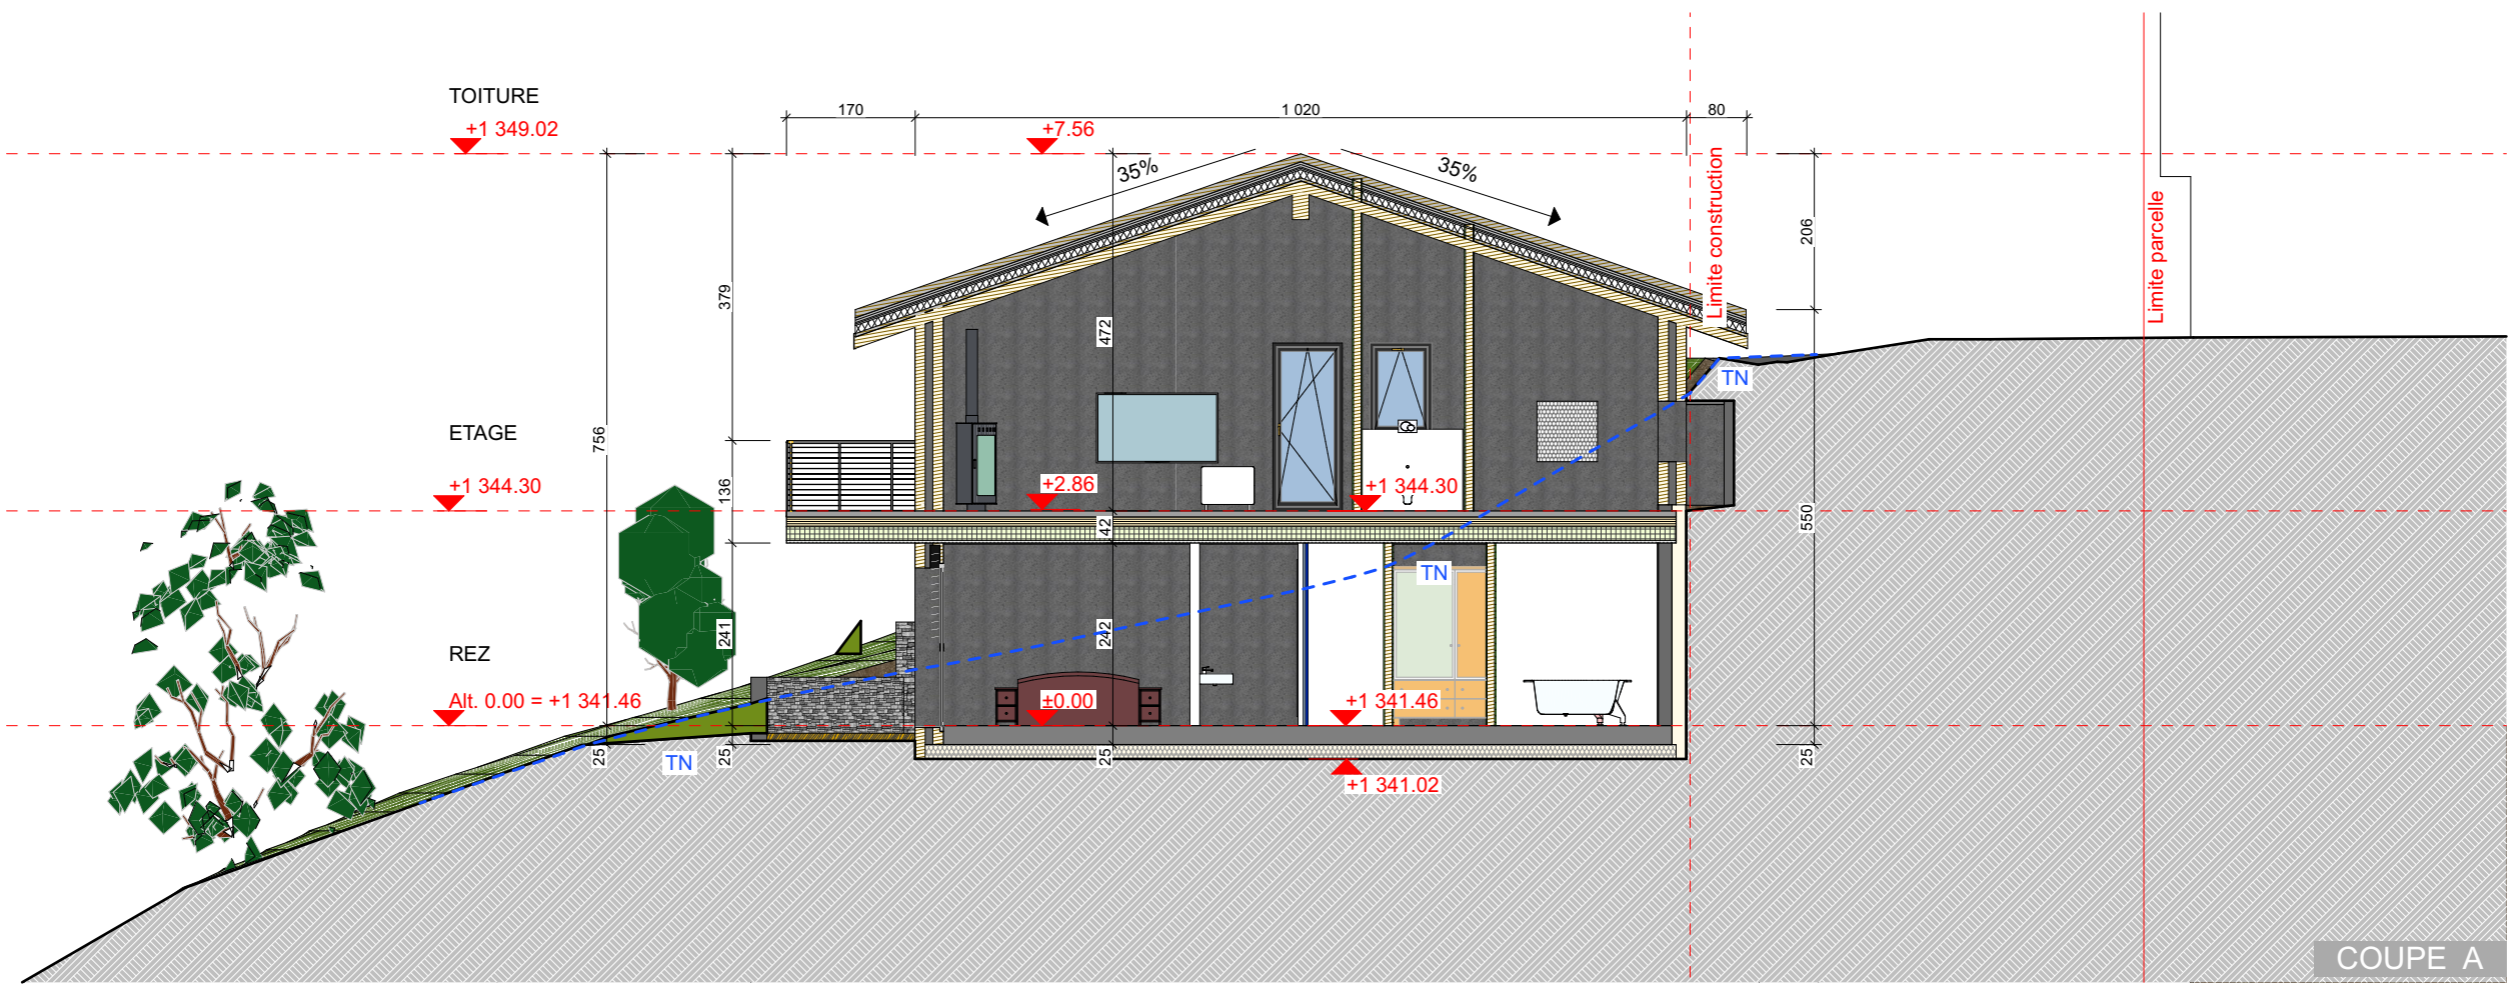 TOITURE
+1 349.02
+7.56
170
1 020
80
35%
35%
Limite construction
Limite parcelle
206
379
472
756
ETAGE
+1 344.30
+2.86
+1 344.30
136
42
550
TN
TN
241
242
REZ
Alt. 0.00 = +1 341.46
±0.00
+1 341.46
25
TN
25
25
25
+1 341.02
COUPE A